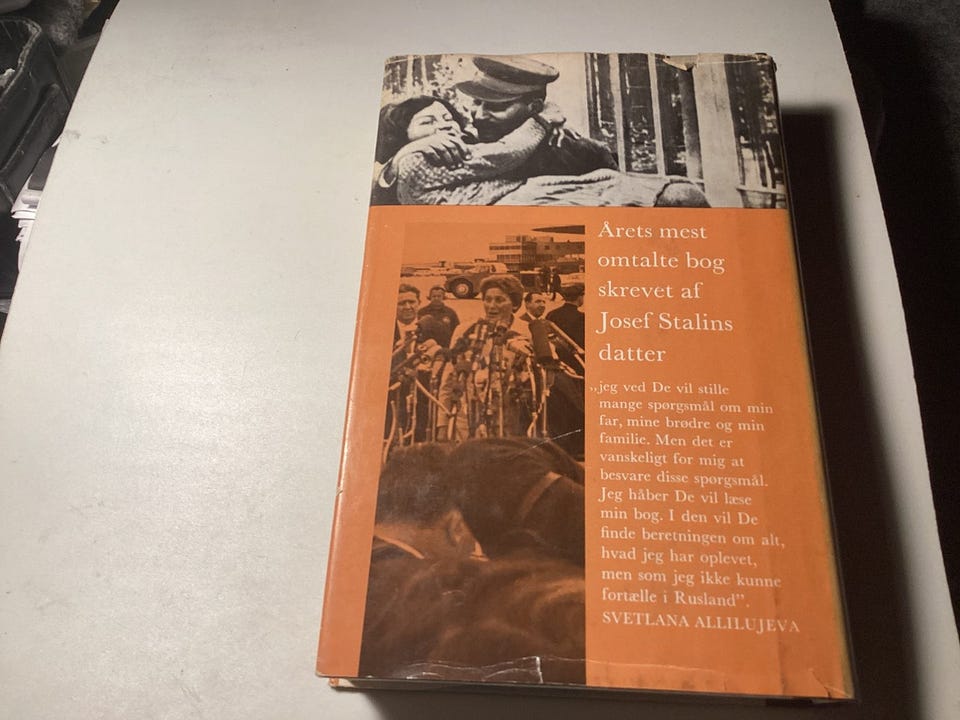 Årets mest
omtalte bog
skrevet af
Josef Stalins
datter
„jeg ved De vil stille
mange spørgsmål om min
far, mine brødre og min
familie. Men det er
vanskeligt for mig at
besvare disse spørgsmål.
Jeg håber De vil læse
min bog. I den vil De
finde beretningen om alt,
hvad jeg har oplevet,
men som jeg ikke kunne
fortælle i Rusland”.
SVETLANA ALLILUJEVA